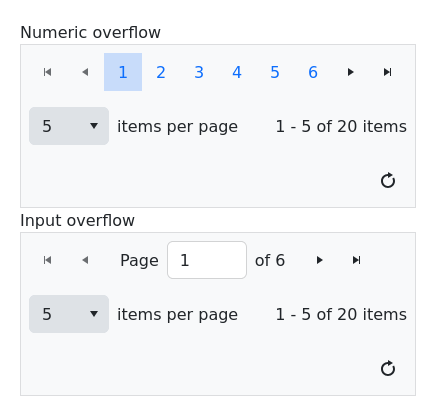 Numeric overflow
1 2 3 4 5 6
5 items per page 1 - 5 of 20 items
Input overflow
Page 1 of 6
5 items per page 1 - 5 of 20 items